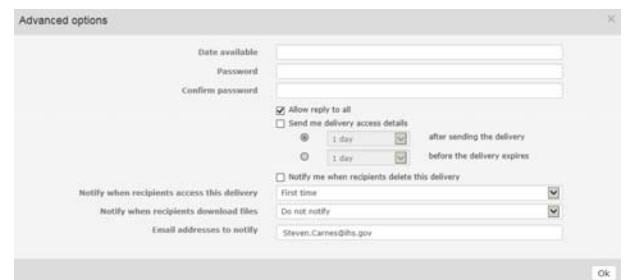 Advanced options
Date available
Password
Confirm password
Allow reply to all
Send me delivery access details
1 day after sending the delivery
1 day before the delivery expires
Notify me when recipients delete this delivery
Notify when recipients access this delivery First time
Notify when recipients download files Do not notify
Email addresses to notify Steven.Carnes@ihs.gov
Ok